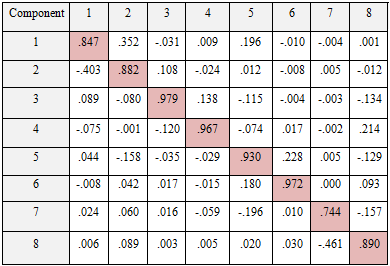 Component 1 2 3 4 5 6 7 8
1 .847 .352 -.031 .009 .196 -.010 -.004 .001
2 -.403 .882 .108 -.024 .012 -.008 .005 -.012
3 .089 -.080 .979 .138 -.115 -.004 -.003 -.134
4 -.075 -.001 -.120 .967 -.074 .017 -.002 .214
5 .044 -.158 -.035 -.029 .930 .228 .005 -.129
6 -.008 .042 .017 -.015 .180 .972 .000 .093
7 .024 .060 .016 -.059 -.196 .010 .744 -.157
8 .006 .089 .003 .005 .020 .030 -.461 .890